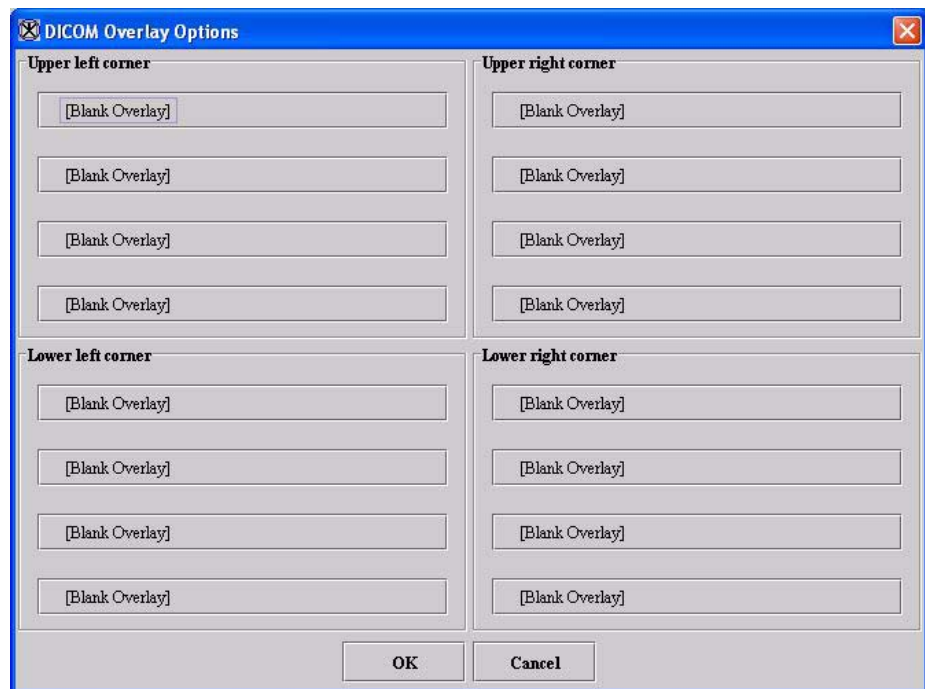 DICOM Overlay Options
Upper left corner
[Blank Overlay]
[Blank Overlay]
[Blank Overlay]
[Blank Overlay]
Upper right corner
[Blank Overlay]
[Blank Overlay]
[Blank Overlay]
[Blank Overlay]
Lower left corner
[Blank Overlay]
[Blank Overlay]
[Blank Overlay]
[Blank Overlay]
Lower right corner
[Blank Overlay]
[Blank Overlay]
[Blank Overlay]
[Blank Overlay]
OK
Cancel